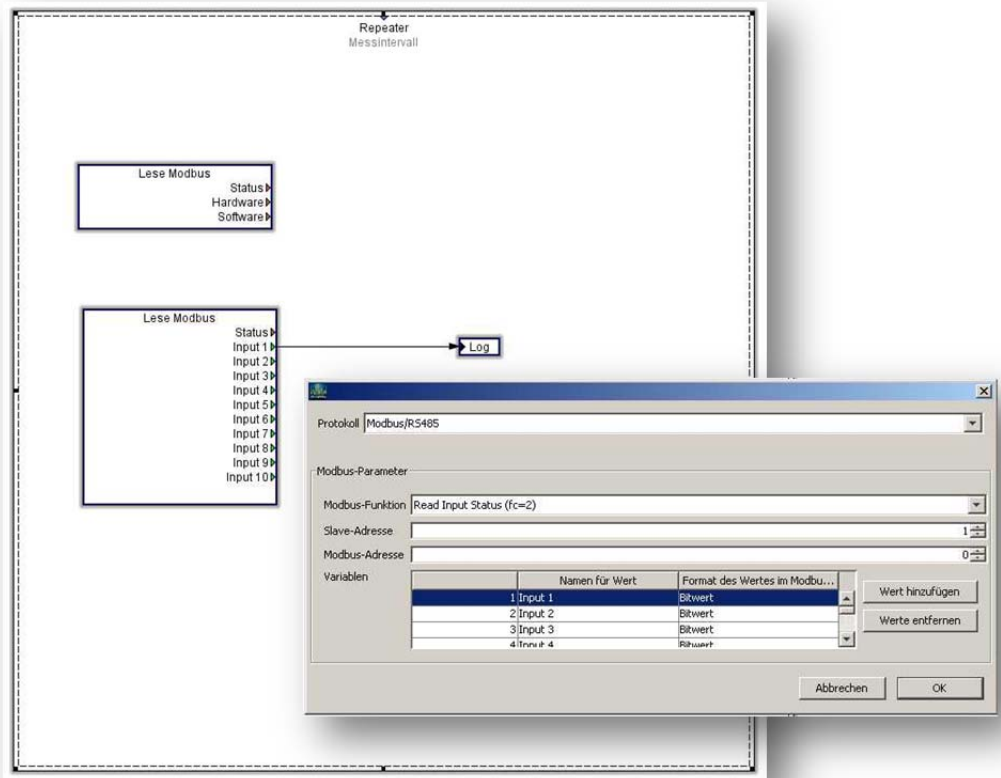 Repeater
Messintervall
Lese Modbus
Status
Hardware
Software
Lese Modbus
Status
Input 1
Input 2
Input 3
Input 4
Input 5
Input 6
Input 7
Input 8
Input 9
Input 10
Log
Protokoll Modbus/RS485
Modbus-Parameter
Modbus-Funktion Read Input Status (fc=2)
Slave-Adresse 1
Modbus-Adresse 0
Variablen
Namen für Wert Format des Wertes im Modbu...
1 Input 1 Bitwert
2 Input 2 Bitwert
3 Input 3 Bitwert
4 Input 4 Bitwert
Wert hinzufügen
Werte entfernen
Abbrechen OK